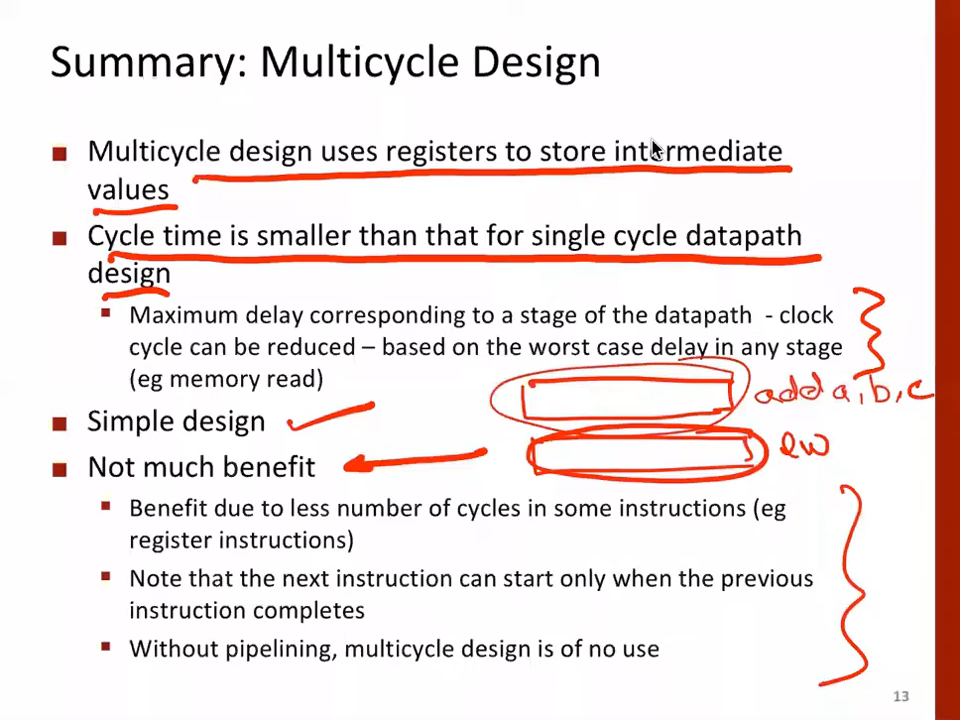 Summary: Multicycle Design
■ Multicycle design uses registers to store intermediate
values
■ Cycle time is smaller than that for single cycle datapath
design
▪ Maximum delay corresponding to a stage of the datapath - clock
cycle can be reduced – based on the worst case delay in any stage
(eg memory read)
add a, b, c
■ Simple design
lw
■ Not much benefit
▪ Benefit due to less number of cycles in some instructions (eg
register instructions)
▪ Note that the next instruction can start only when the previous
instruction completes
▪ Without pipelining, multicycle design is of no use
13